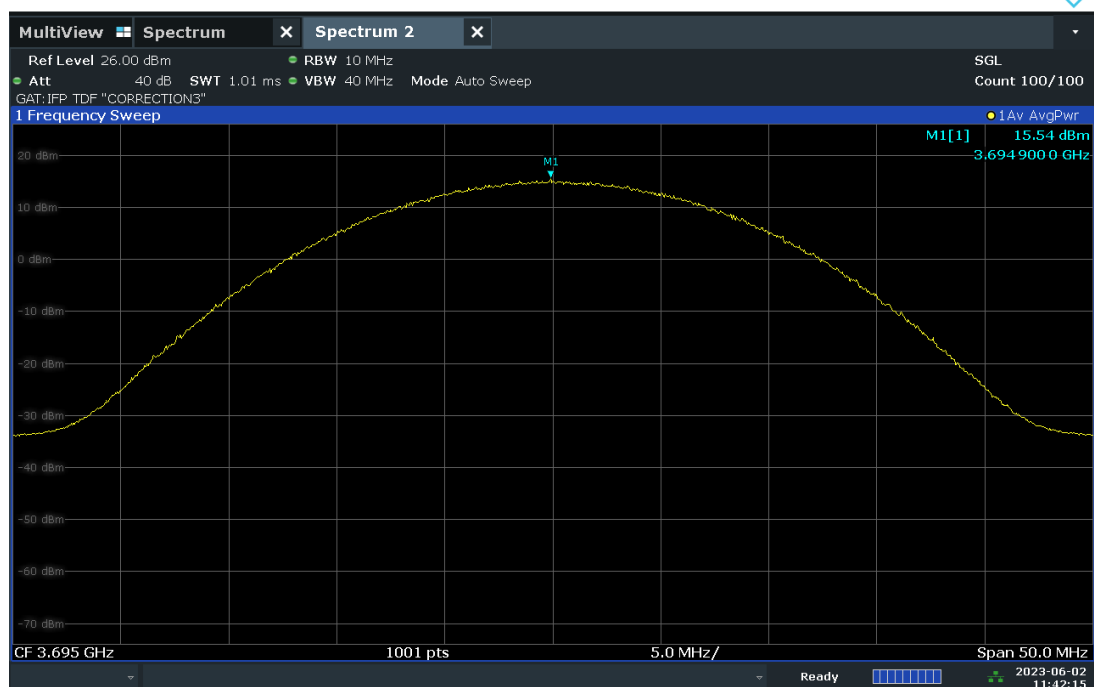 MultiView Spectrum X Spectrum 2 X
Ref Level 26.00 dBm RBW 10 MHz SGL
Att 40 dB SWT 1.01 ms VBW 40 MHz Mode Auto Sweep Count 100/100
GAT:IFP TDF "CORRECTION3"
1 Frequency Sweep 1Av AvgPwr
M1[1] 15.54 dBm
3.6949000 GHz
20 dBm
M1
10 dBm
0 dBm
-10 dBm
-20 dBm
-30 dBm
-40 dBm
-50 dBm
-60 dBm
-70 dBm
CF 3.695 GHz 1001 pts 5.0 MHz/ Span 50.0 MHz
Ready 2023-06-02
11:42:15